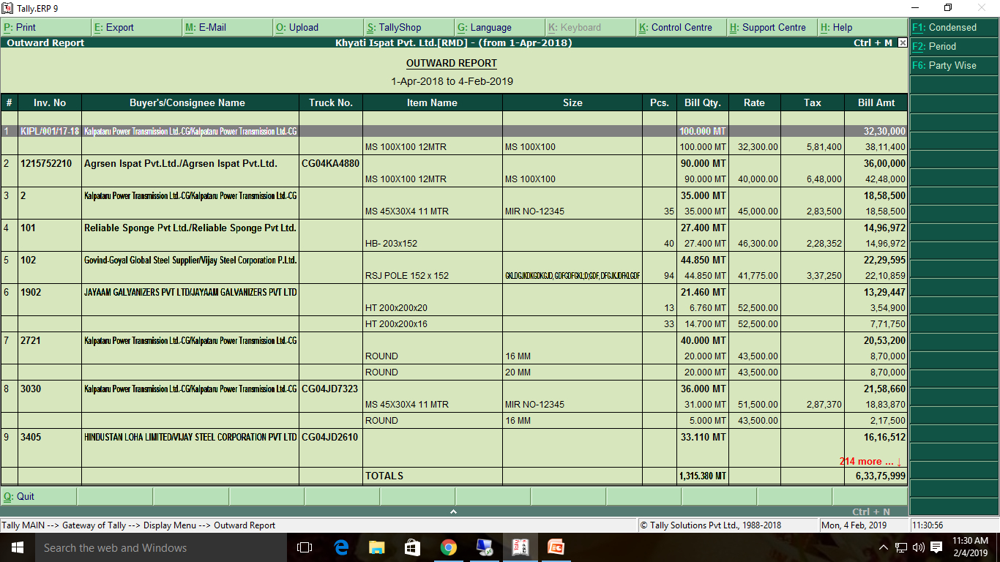 Tally.ERP 9
P: Print E: Export M: E-Mail O: Upload S: TallyShop G: Language K: Keyboard K: Control Centre H: Support Centre H: Help F1: Condensed
Outward Report Khyati Ispat Pvt. Ltd.[RMD] - (from 1-Apr-2018) Ctrl + M
F2: Period
OUTWARD REPORT F6: Party Wise
1-Apr-2018 to 4-Feb-2019
# Inv. No Buyer's/Consignee Name Truck No. Item Name Size Pcs. Bill Qty. Rate Tax Bill Amt
1 KIPL/001/17-18 Kalpataru Power Transmission Ltd.-CG/Kalpataru Power Transmission Ltd.-CG 100.000 MT 32,30,000
MS 100X100 12MTR MS 100X100 100.000 MT 32,300.00 5,81,400 38,11,400
2 1215752210 Agrsen Ispat Pvt.Ltd./Agrsen Ispat Pvt.Ltd. CG04KA4880 90.000 MT 36,00,000
MS 100X100 12MTR MS 100X100 90.000 MT 40,000.00 6,48,000 42,48,000
3 2 Kalpataru Power Transmission Ltd.-CG/Kalpataru Power Transmission Ltd.-CG 35.000 MT 18,58,500
MS 45X30X4 11 MTR MIR NO-12345 35 35.000 MT 45,000.00 2,83,500 18,58,500
4 101 Reliable Sponge Pvt Ltd./Reliable Sponge Pvt Ltd. 27.400 MT 14,96,972
HB- 203x152 40 27.400 MT 46,300.00 2,28,352 14,96,972
5 102 Govind-Goyal Global Steel Supplier/Vijay Steel Corporation P.Ltd. 44.850 MT 22,29,595
RSJ POLE 152 x 152 94 44.850 MT 41,775.00 3,37,250 22,10,859
6 1902 JAYAAM GALVANIZERS PVT LTD/JAYAAM GALVANIZERS PVT LTD 21.460 MT 13,29,447
HT 200x200x20 13 6.760 MT 52,500.00 3,54,900
HT 200x200x16 33 14.700 MT 52,500.00 7,71,750
7 2721 Kalpataru Power Transmission Ltd.-CG/Kalpataru Power Transmission Ltd.-CG 40.000 MT 20,53,200
ROUND 16 MM 20.000 MT 43,500.00 8,70,000
ROUND 20 MM 20.000 MT 43,500.00 8,70,000
8 3030 Kalpataru Power Transmission Ltd.-CG/Kalpataru Power Transmission Ltd.-CG CG04JD7323 36.000 MT 21,58,660
MS 45X30X4 11 MTR MIR NO-12345 31.000 MT 51,500.00 2,87,370 18,83,870
ROUND 16 MM 5.000 MT 43,500.00 2,17,500
9 3405 HINDUSTAN LOHA LIMITED/VIJAY STEEL CORPORATION PVT LTD CG04JD2610 33.110 MT 16,16,512
214 more ... ↓
TOTALS 1,315.380 MT 6,33,75,999
Q: Quit
Ctrl + N
Tally MAIN --> Gateway of Tally --> Display Menu --> Outward Report © Tally Solutions Pvt Ltd., 1988-2018 Mon, 4 Feb, 2019 11:30:56
Search the web and Windows 11:30 AM
2/4/2019